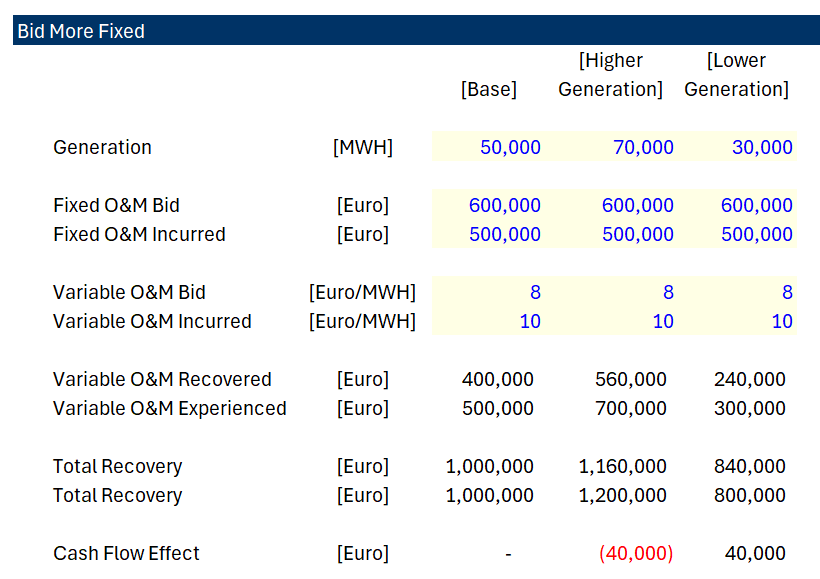 Bid More Fixed
[Higher [Lower
[Base] Generation] Generation]
Generation [MWH] 50,000 70,000 30,000
Fixed O&M Bid [Euro] 600,000 600,000 600,000
Fixed O&M Incurred [Euro] 500,000 500,000 500,000
Variable O&M Bid [Euro/MWH] 8 8 8
Variable O&M Incurred [Euro/MWH] 10 10 10
Variable O&M Recovered [Euro] 400,000 560,000 240,000
Variable O&M Experienced [Euro] 500,000 700,000 300,000
Total Recovery [Euro] 1,000,000 1,160,000 840,000
Total Recovery [Euro] 1,000,000 1,200,000 800,000
Cash Flow Effect [Euro] - (40,000) 40,000